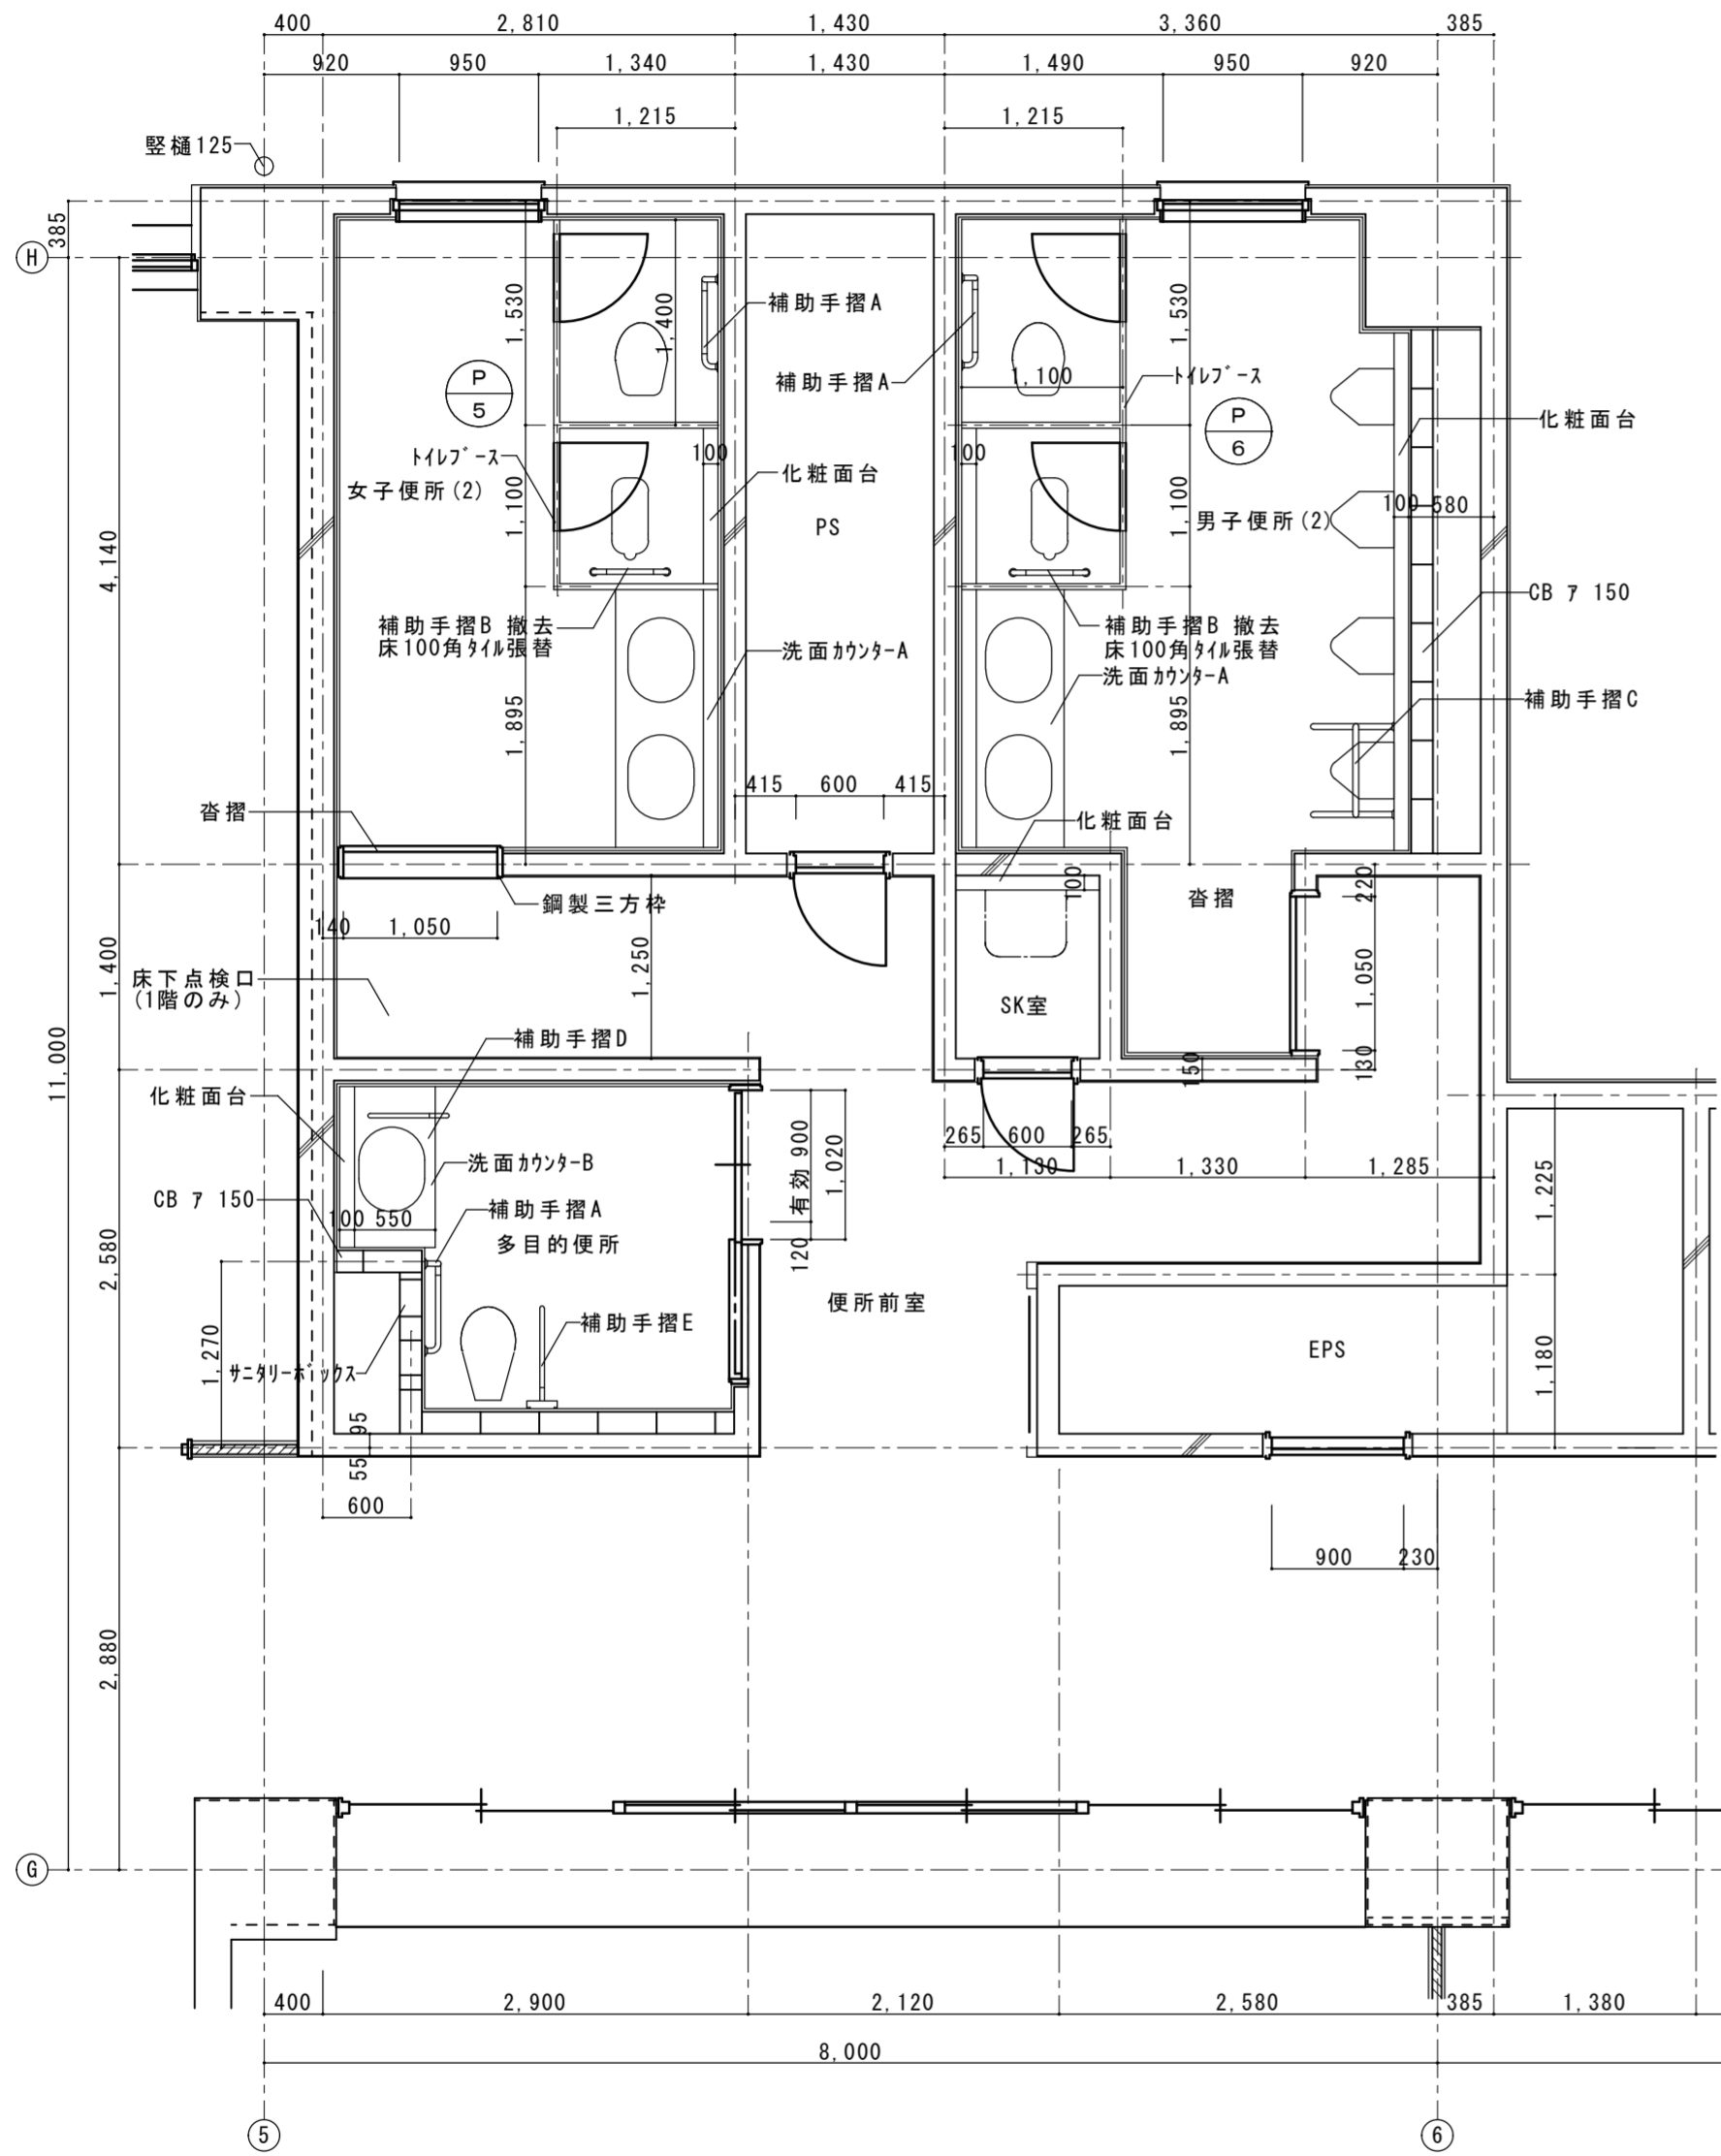 400 2,810 1,430 3,360 385
920 950 1,340 1,430 1,490 950 920
1,215 1,215
竪樋125
385
H
補助手摺A
1,530 1,400 1,530
補助手摺A
1,100
トイレブース
P
5
P
6
化粧面台
トイレブース
100
化粧面台
100
女子便所(2)
1,100
PS
1,100
男子便所(2)
100 580
4,140
CB ア 150
補助手摺B 撤去
床100角タイル張替
洗面カウンターA
補助手摺B 撤去
床100角タイル張替
洗面カウンターA
補助手摺C
1,895
1,895
415 600 415
沓摺
化粧面台
鋼製三方枠
100
沓摺
220
140 1,050
1,400
床下点検口
(1階のみ)
1,250
1,050
SK室
11,000
補助手摺D
150
130
化粧面台
有効 900
1,020
265 600 265
1,130 1,330 1,285
洗面カウンターB
CB ア 150
補助手摺A
100 550
多目的便所
120
1,225
2,580
便所前室
補助手摺E
1,270
サニタリーボックス
EPS
1,180
95
55
600
900 230
2,880
G
400 2,900 2,120 2,580 385 1,380
8,000
5 6